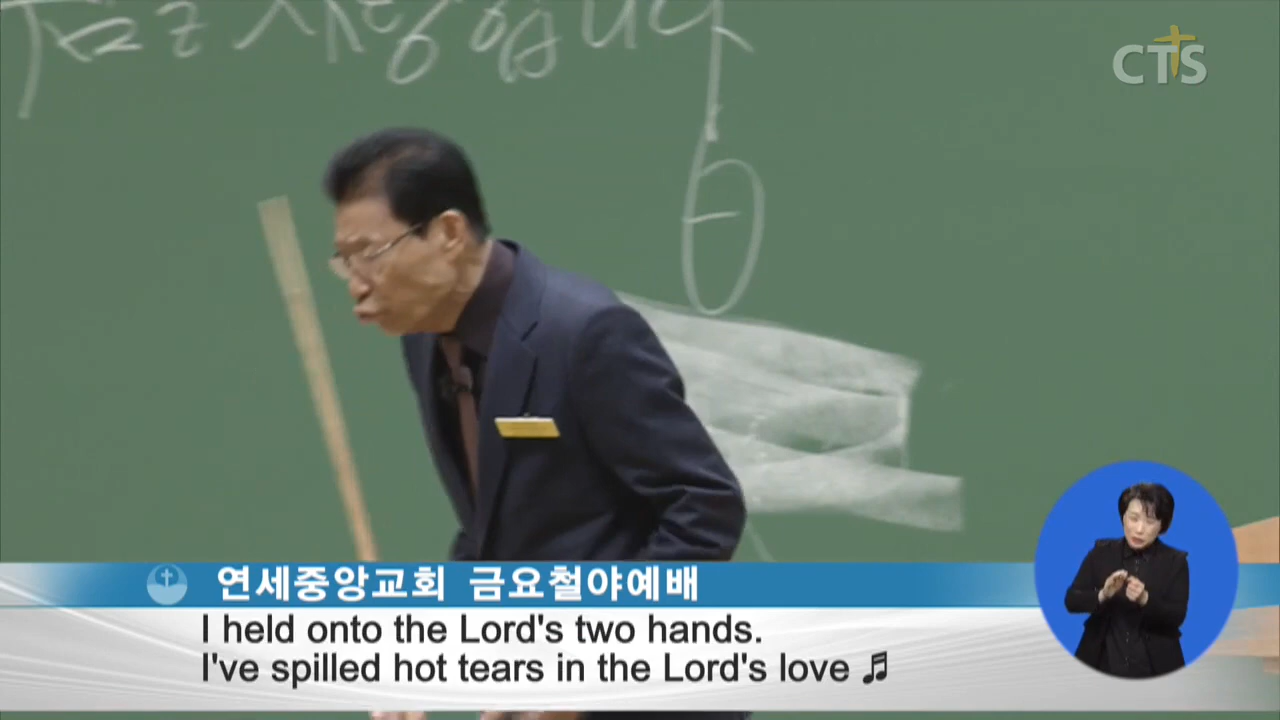 CTS
연세중앙교회 금요철야예배
I held onto the Lord's two hands.
I've spilled hot tears in the Lord's love ♬